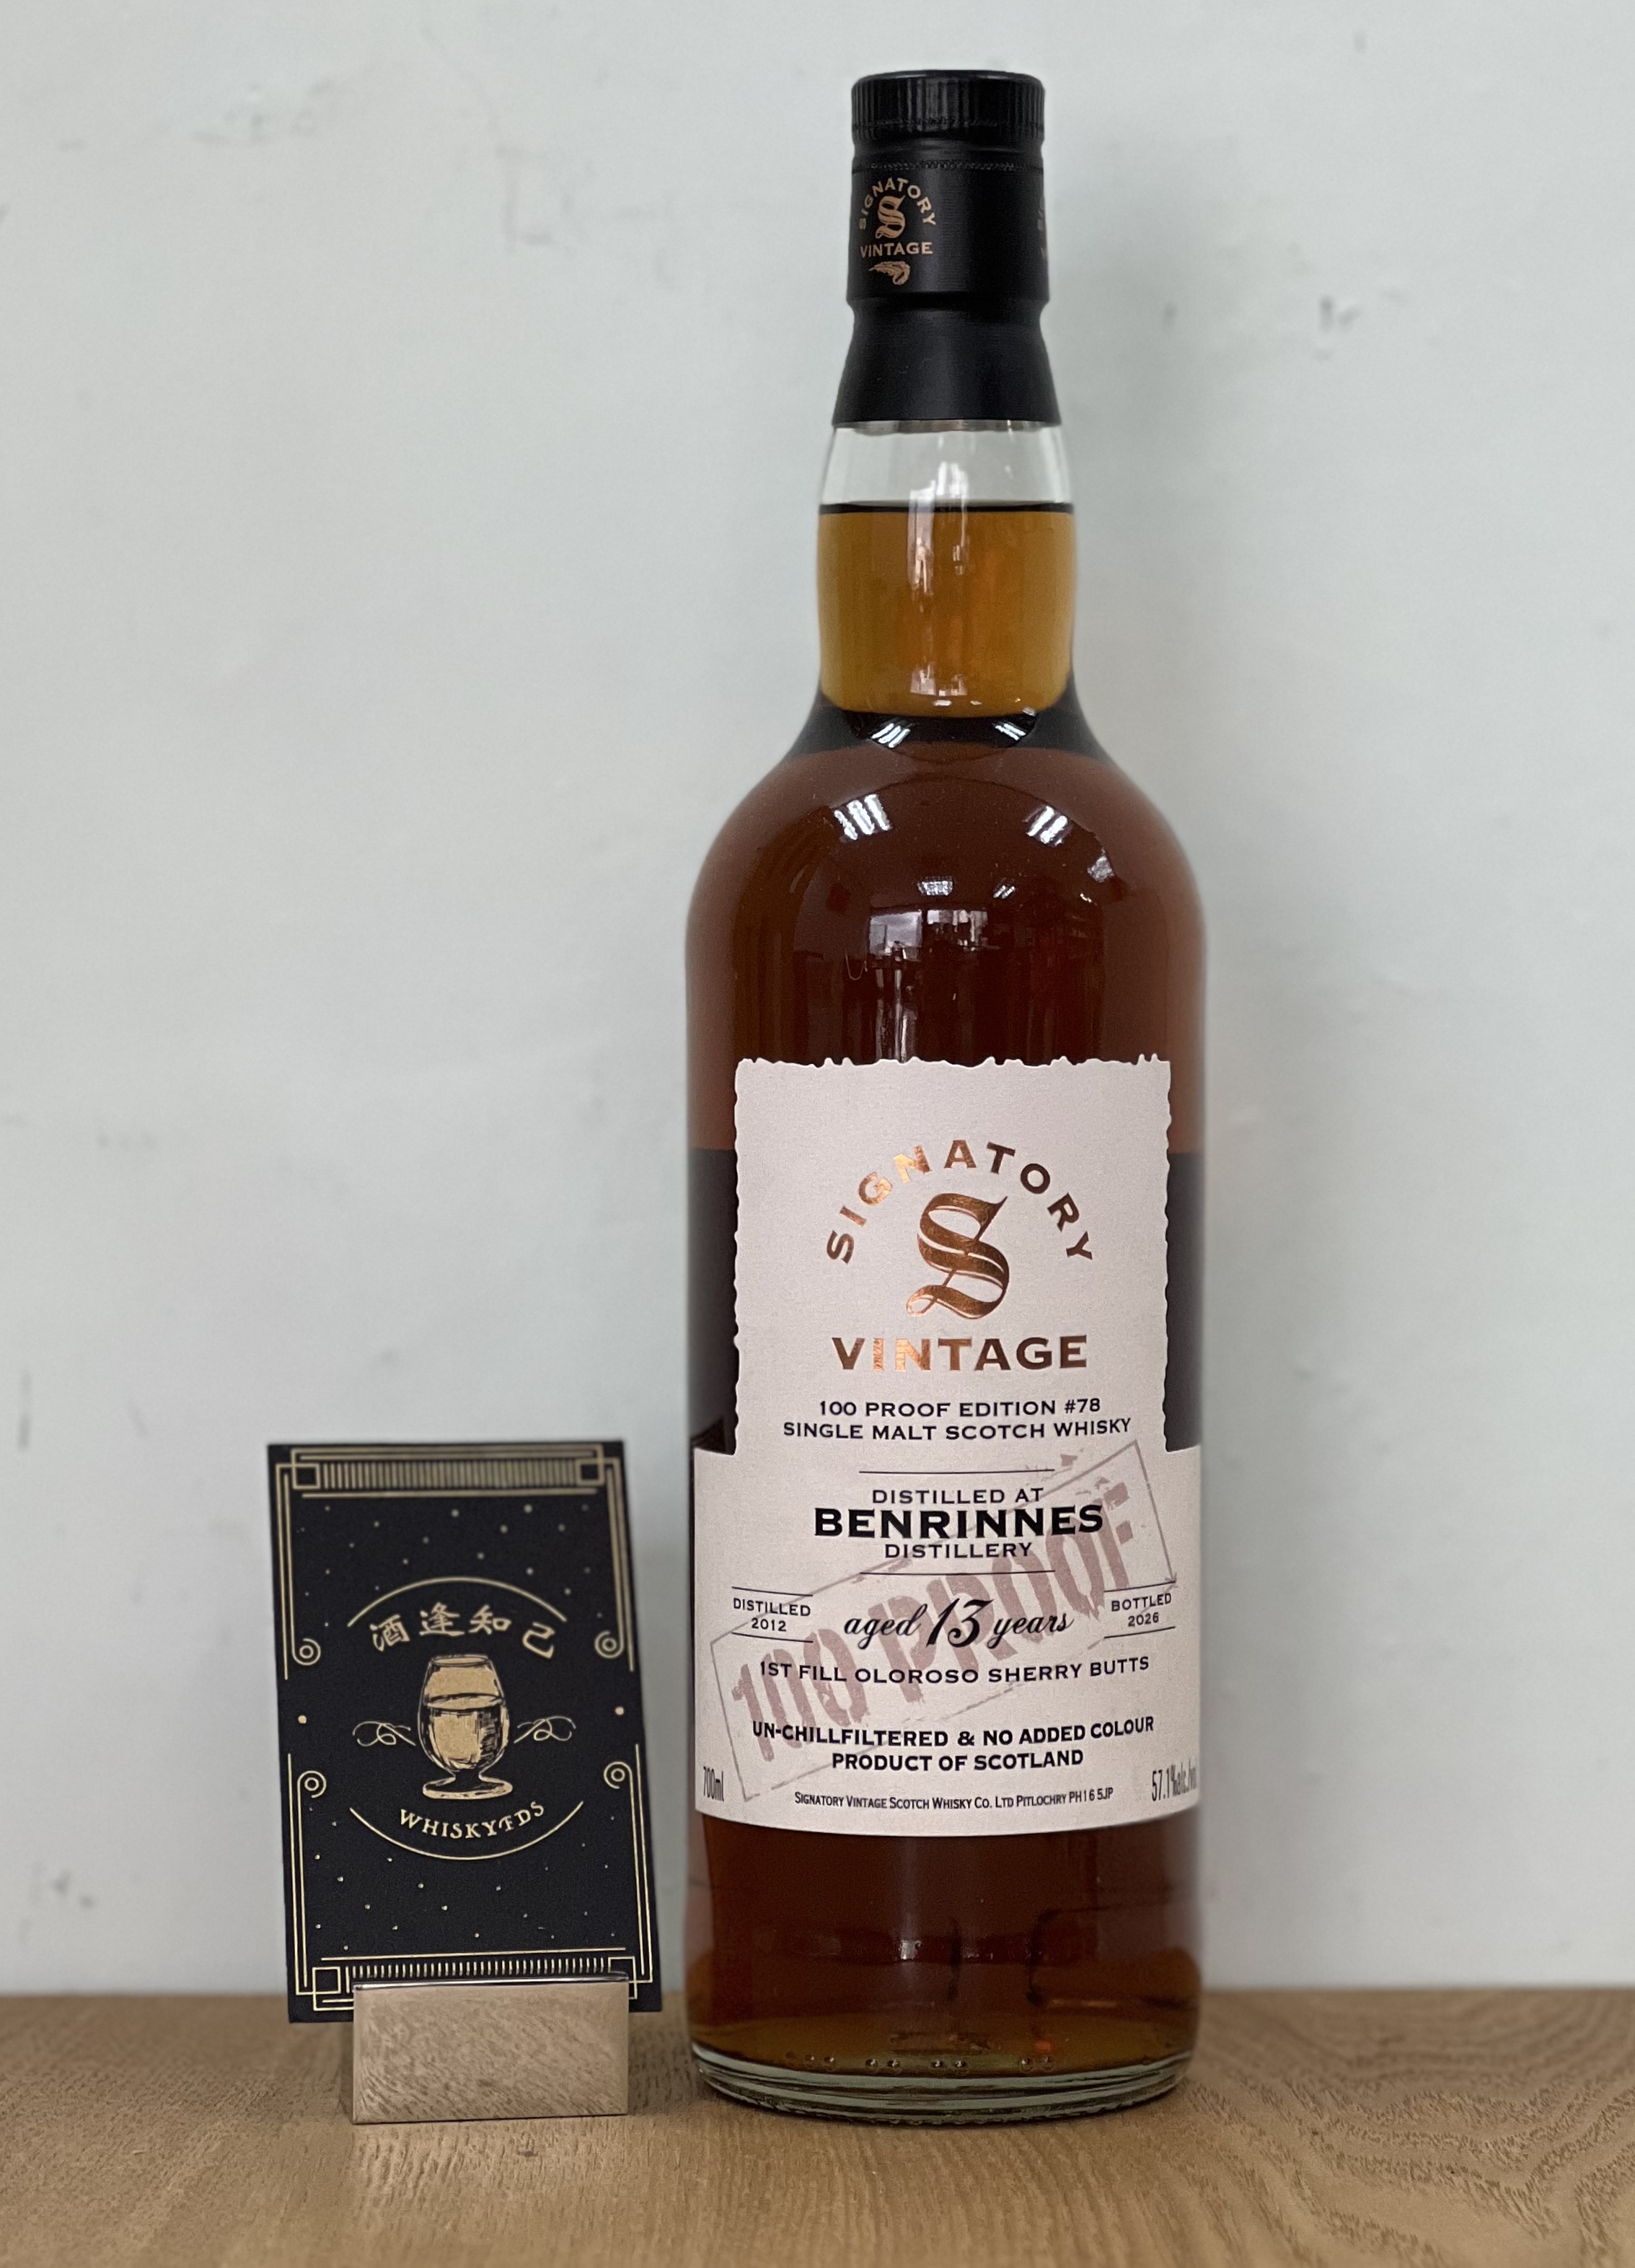 SIGNATORY
S
VINTAGE
SIGNATORY
S
VINTAGE
100 PROOF EDITION #78
SINGLE MALT SCOTCH WHISKY
DISTILLED AT
BENRINNES
DISTILLERY
DISTILLED
2012
aged 13 years
BOTTLED
2026
100 PROOF
1ST FILL OLOROSO SHERRY BUTTS
UN-CHILLFILTERED & NO ADDED COLOUR
PRODUCT OF SCOTLAND
700ml
57.1%alc./vol
SIGNATORY VINTAGE SCOTCH WHISKY CO. LTD PITLOCHRY PH16 5JP
酒逢知己
WHISKYFDS